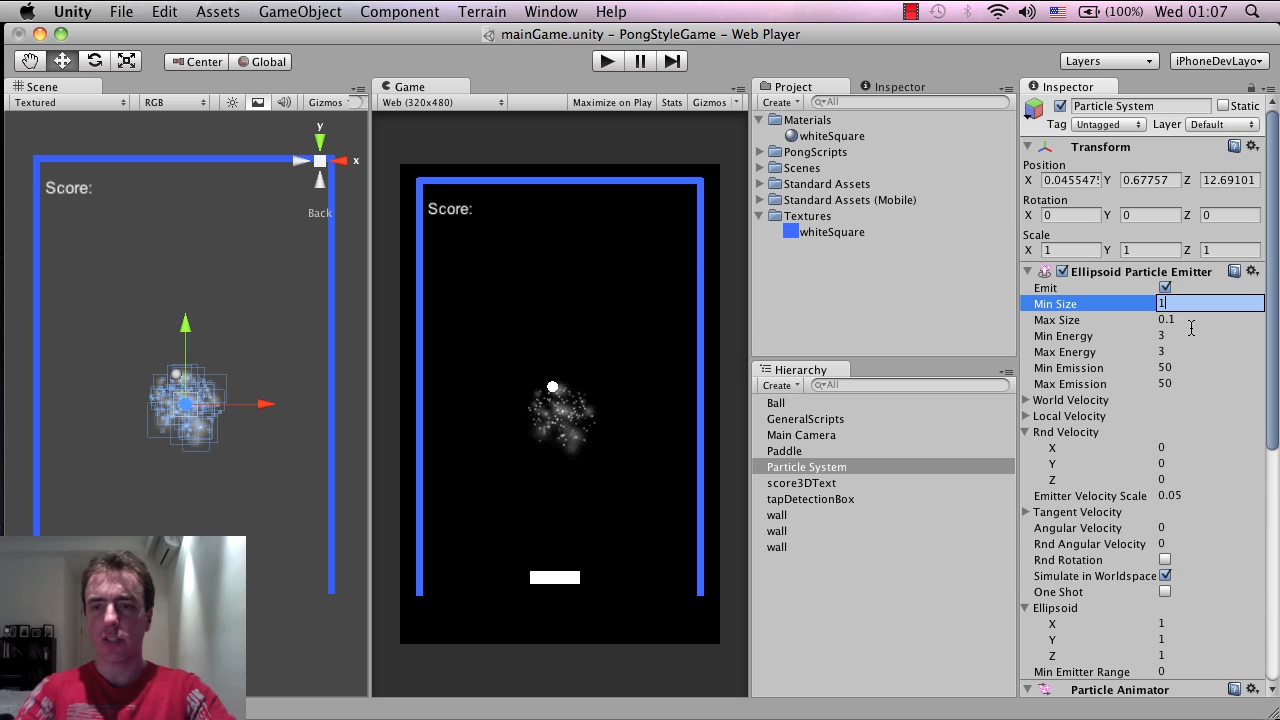 Unity File Edit Assets GameObject Component Terrain Window Help (100%) Wed 01:07
mainGame.unity – PongStyleGame – Web Player
Center Global Layers iPhoneDevLayo
Scene
Textured RGB Gizmos
y
x
Back
Score:
Game
Web (320x480) Maximize on Play Stats Gizmos
Score:
Project Inspector
Create All
Materials
whiteSquare
PongScripts
Scenes
Standard Assets
Standard Assets (Mobile)
Textures
whiteSquare
Hierarchy
Create All
Ball
GeneralScripts
Main Camera
Paddle
Particle System
score3DText
tapDetectionBox
wall
wall
wall
Inspector
Particle System Static
Tag Untagged Layer Default
Transform
Position
X 0.045547 Y 0.67757 Z 12.69101
Rotation
X 0 Y 0 Z 0
Scale
X 1 Y 1 Z 1
Ellipsoid Particle Emitter
Emit
Min Size 1
Max Size 0.1
Min Energy 3
Max Energy 3
Min Emission 50
Max Emission 50
World Velocity
Local Velocity
Rnd Velocity
X 0
Y 0
Z 0
Emitter Velocity Scale 0.05
Tangent Velocity
Angular Velocity 0
Rnd Angular Velocity 0
Rnd Rotation
Simulate in Worldspace
One Shot
Ellipsoid
X 1
Y 1
Z 1
Min Emitter Range 0
Particle Animator